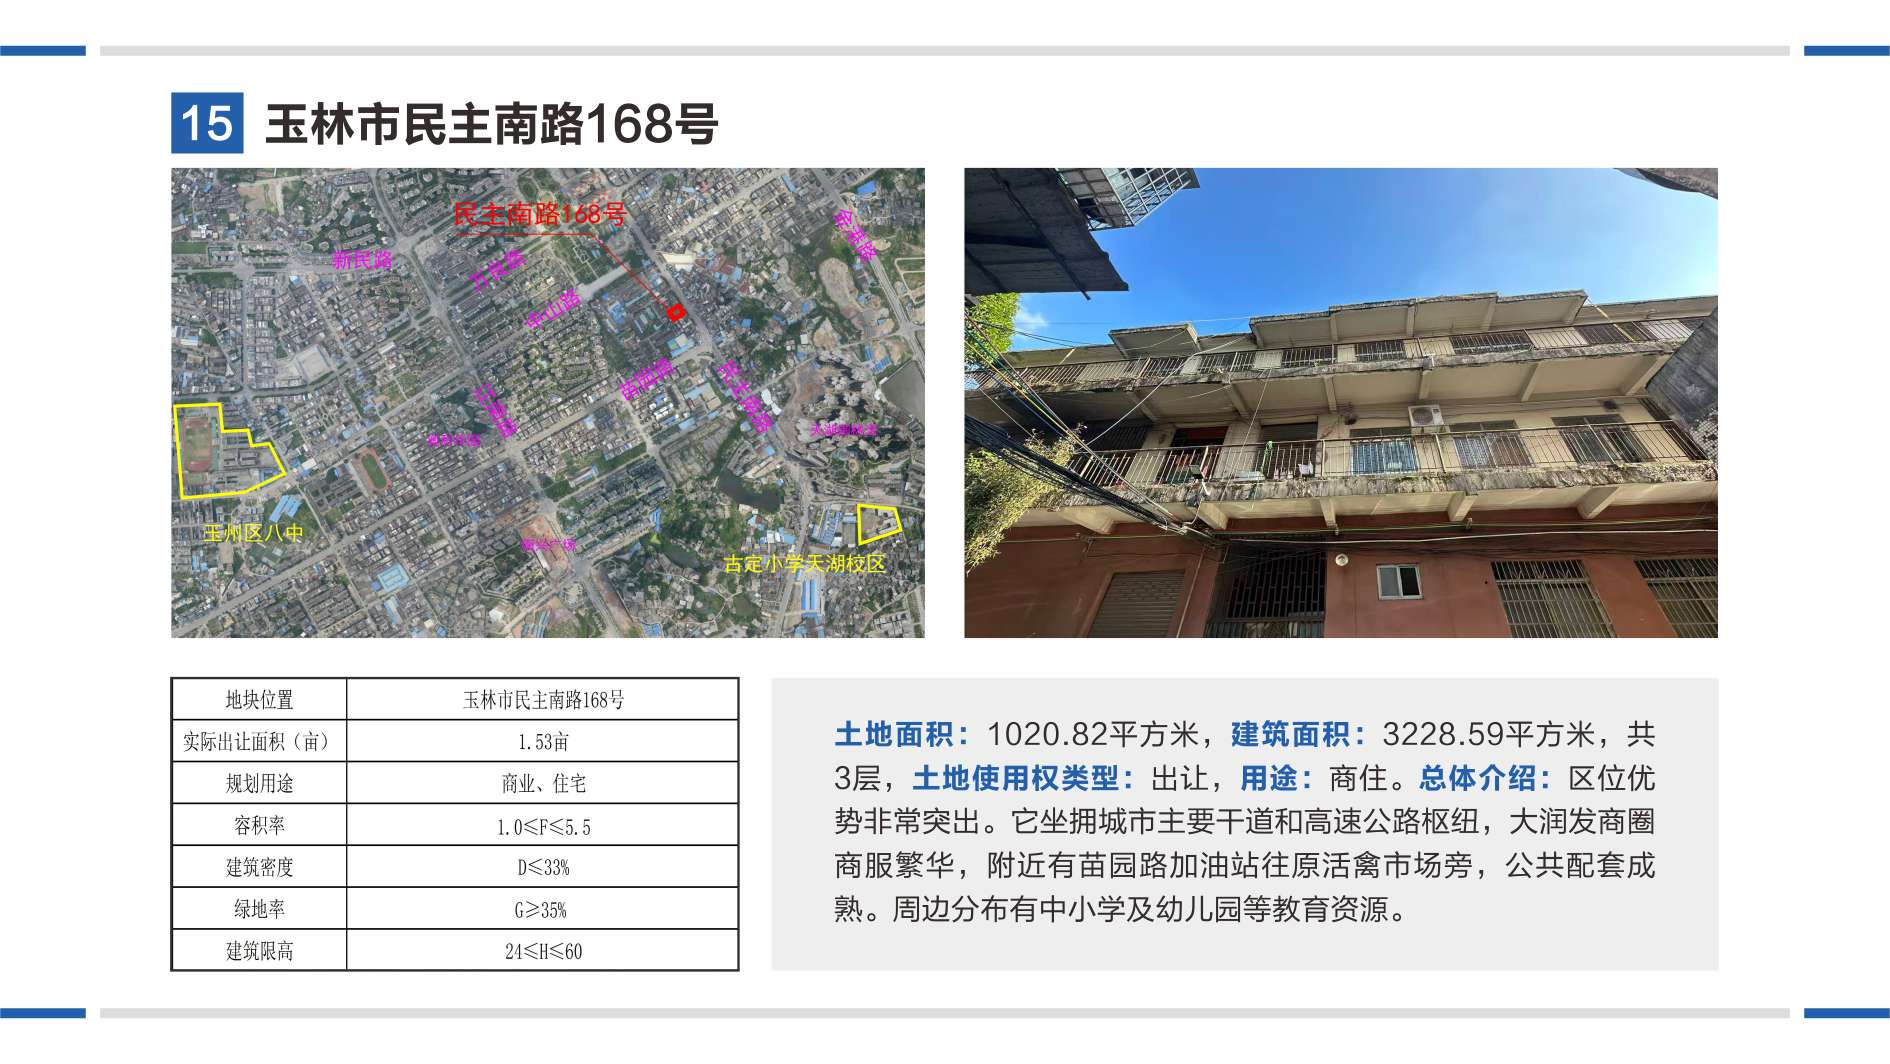 15 玉林市民主南路168号
民主南路168号
新民路
万良路
中山路
金港路
江南路
苗园路
民主南路
玉州区八中
古定小学天湖校区
地块位置 玉林市民主南路168号
实际出让面积（亩） 1.53亩
规划用途 商业、住宅
容积率 1.0≤F≤5.5
建筑密度 D≤33%
绿地率 G≥35%
建筑限高 24≤H≤60
土地面积：1020.82平方米，建筑面积：3228.59平方米，共
3层，土地使用权类型：出让，用途：商住。总体介绍：区位优
势非常突出。它坐拥城市主要干道和高速公路枢纽，大润发商圈
商服繁华，附近有苗园路加油站往原活禽市场旁，公共配套成
熟。周边分布有中小学及幼儿园等教育资源。